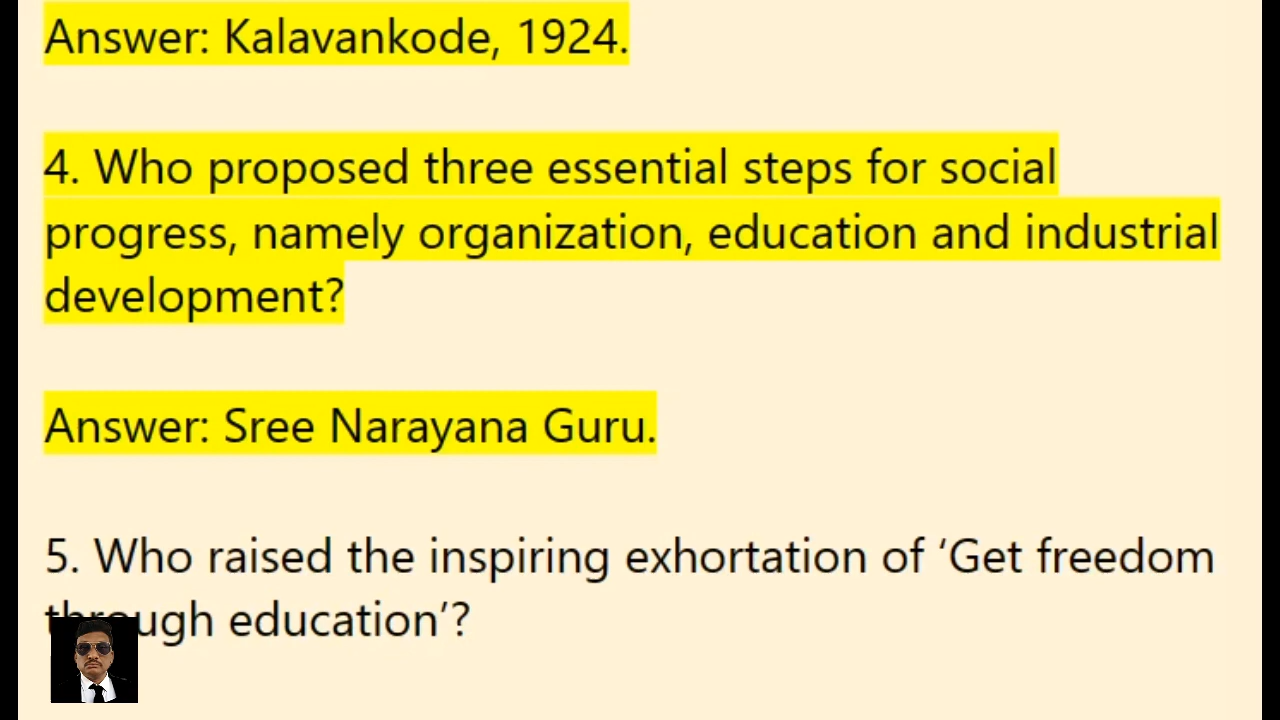 Answer: Kalavankode, 1924.
4. Who proposed three essential steps for social
progress, namely organization, education and industrial
development?
Answer: Sree Narayana Guru.
5. Who raised the inspiring exhortation of ‘Get freedom
through education’?